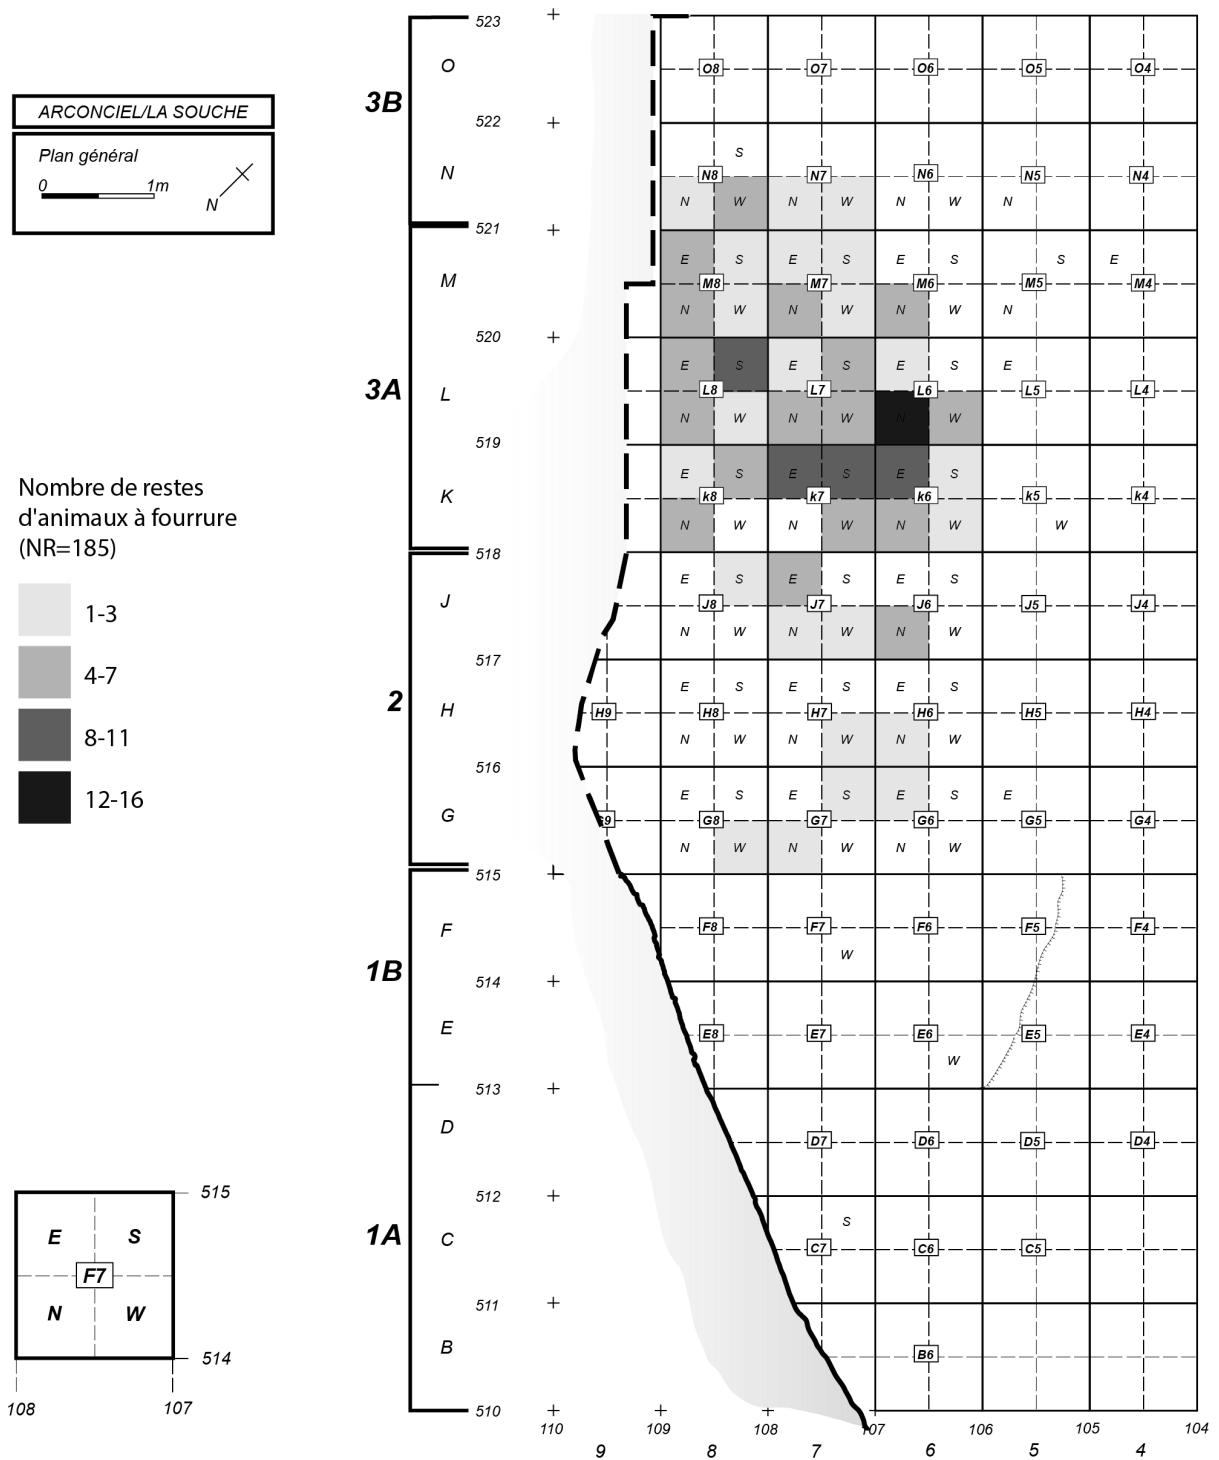 ARCONCIEL/LA SOUCHE
Plan général
0 1m
N
Nombre de restes
d'animaux à fourrure
(NR=185)
1-3
4-7
8-11
12-16
3B
3A
2
1B
1A
523
O
O8 O7 O6 O5 O4
522
S
N N8 N7 N6 N5 N4
N W N W N W N
521
E S E S E S S E
M M8 M7 M6 M5 M4
N W N W N W N
520
E S E S E S E
L L8 L7 L6 L5 L4
N W N W N W
519
E S E S E S
K k8 k7 k6 k5 k4
N W N W N W W
518
E S E S E S
J J8 J7 J6 J5 J4
N W N W N W
517
E S E S E S
H H9 H8 H7 H6 H5 H4
N W N W N W
516
E S E S E S E
G G9 G8 G7 G6 G5 G4
N W N W N W
515
F F8 F7 F6 F5 F4
W
514
E E8 E7 E6 E5 E4
W
513
D D7 D6 D5 D4
512
S
C C7 C6 C5
511
B B6
510
110 109 108 107 106 105 104
9 8 7 6 5 4
515
E S
F7
N W
514
108 107